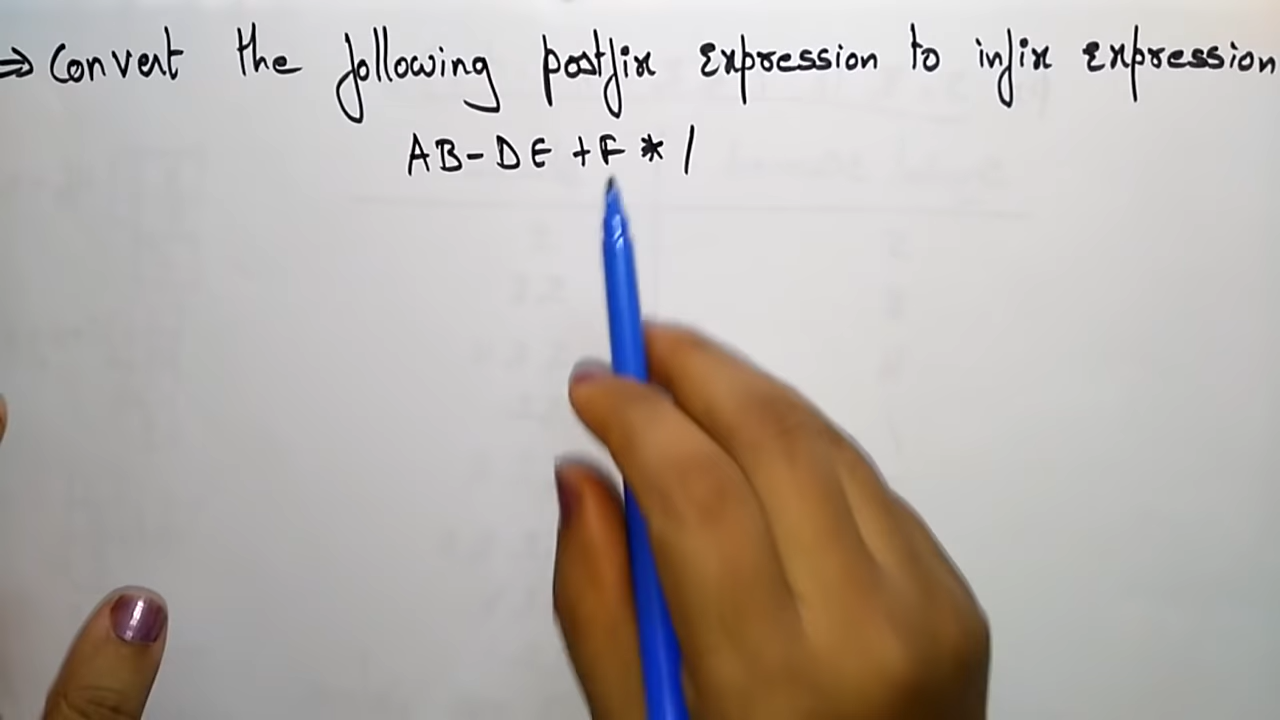 ⇒ Convert the following postfix expression to infix expression
AB-DE+F*/